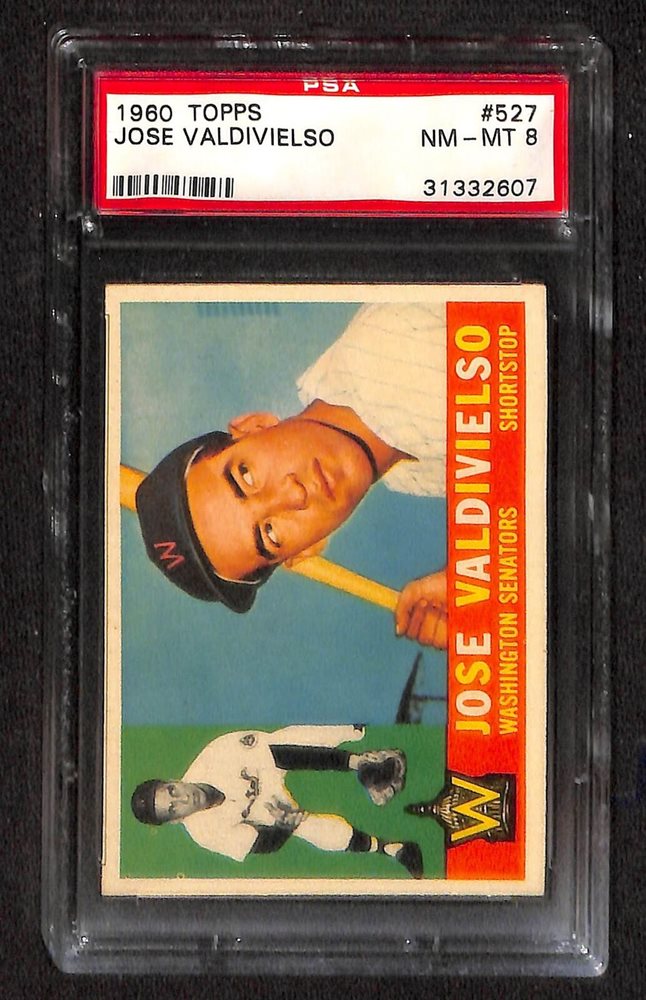 PSA
1960 TOPPS #527
JOSE VALDIVIELSO NM-MT 8
31332607
W
JOSE VALDIVIELSO
WASHINGTON SENATORS SHORTSTOP
W